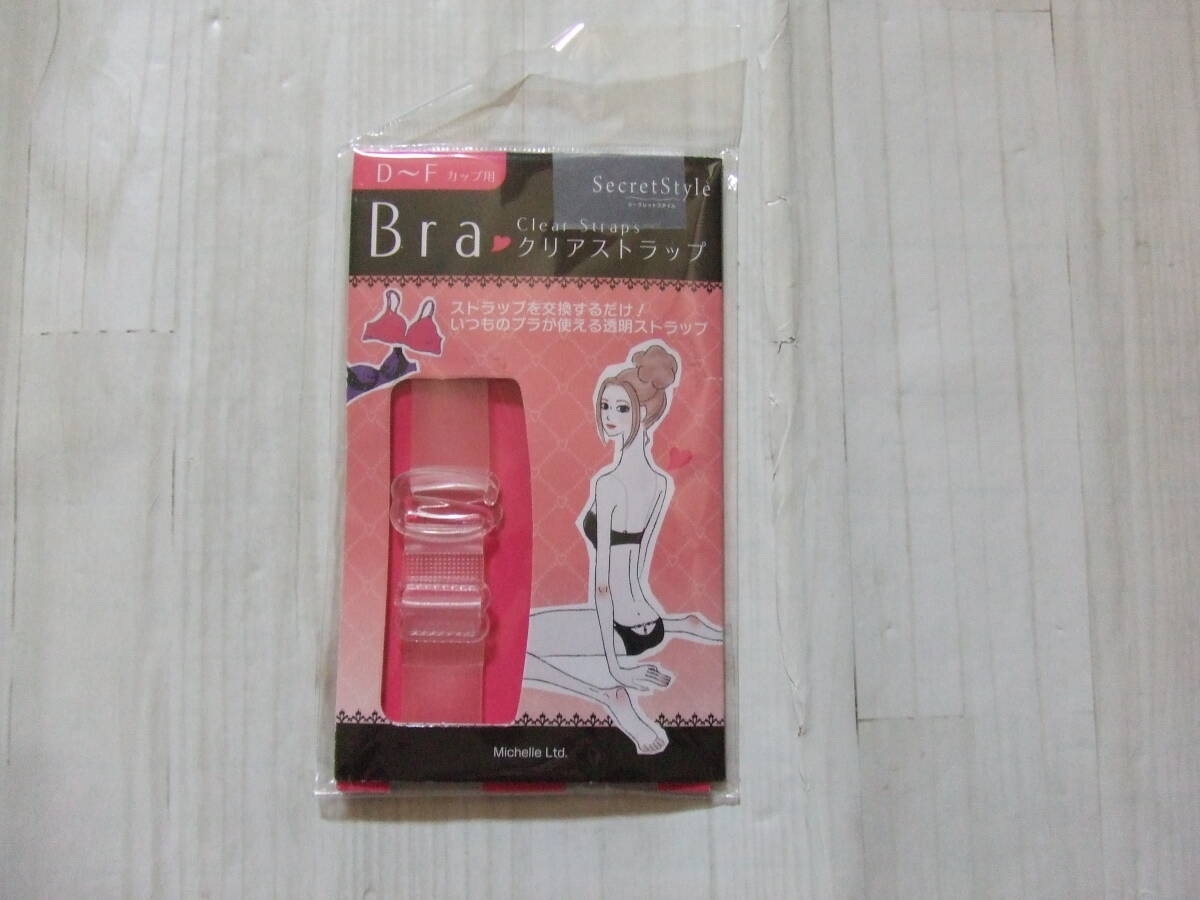 D～F カップ用
SecretStyle
シークレットスタイル
Bra
Clear Straps
クリアストラップ
ストラップを交換するだけ!
いつものブラが使える透明ストラップ
Michelle Ltd.